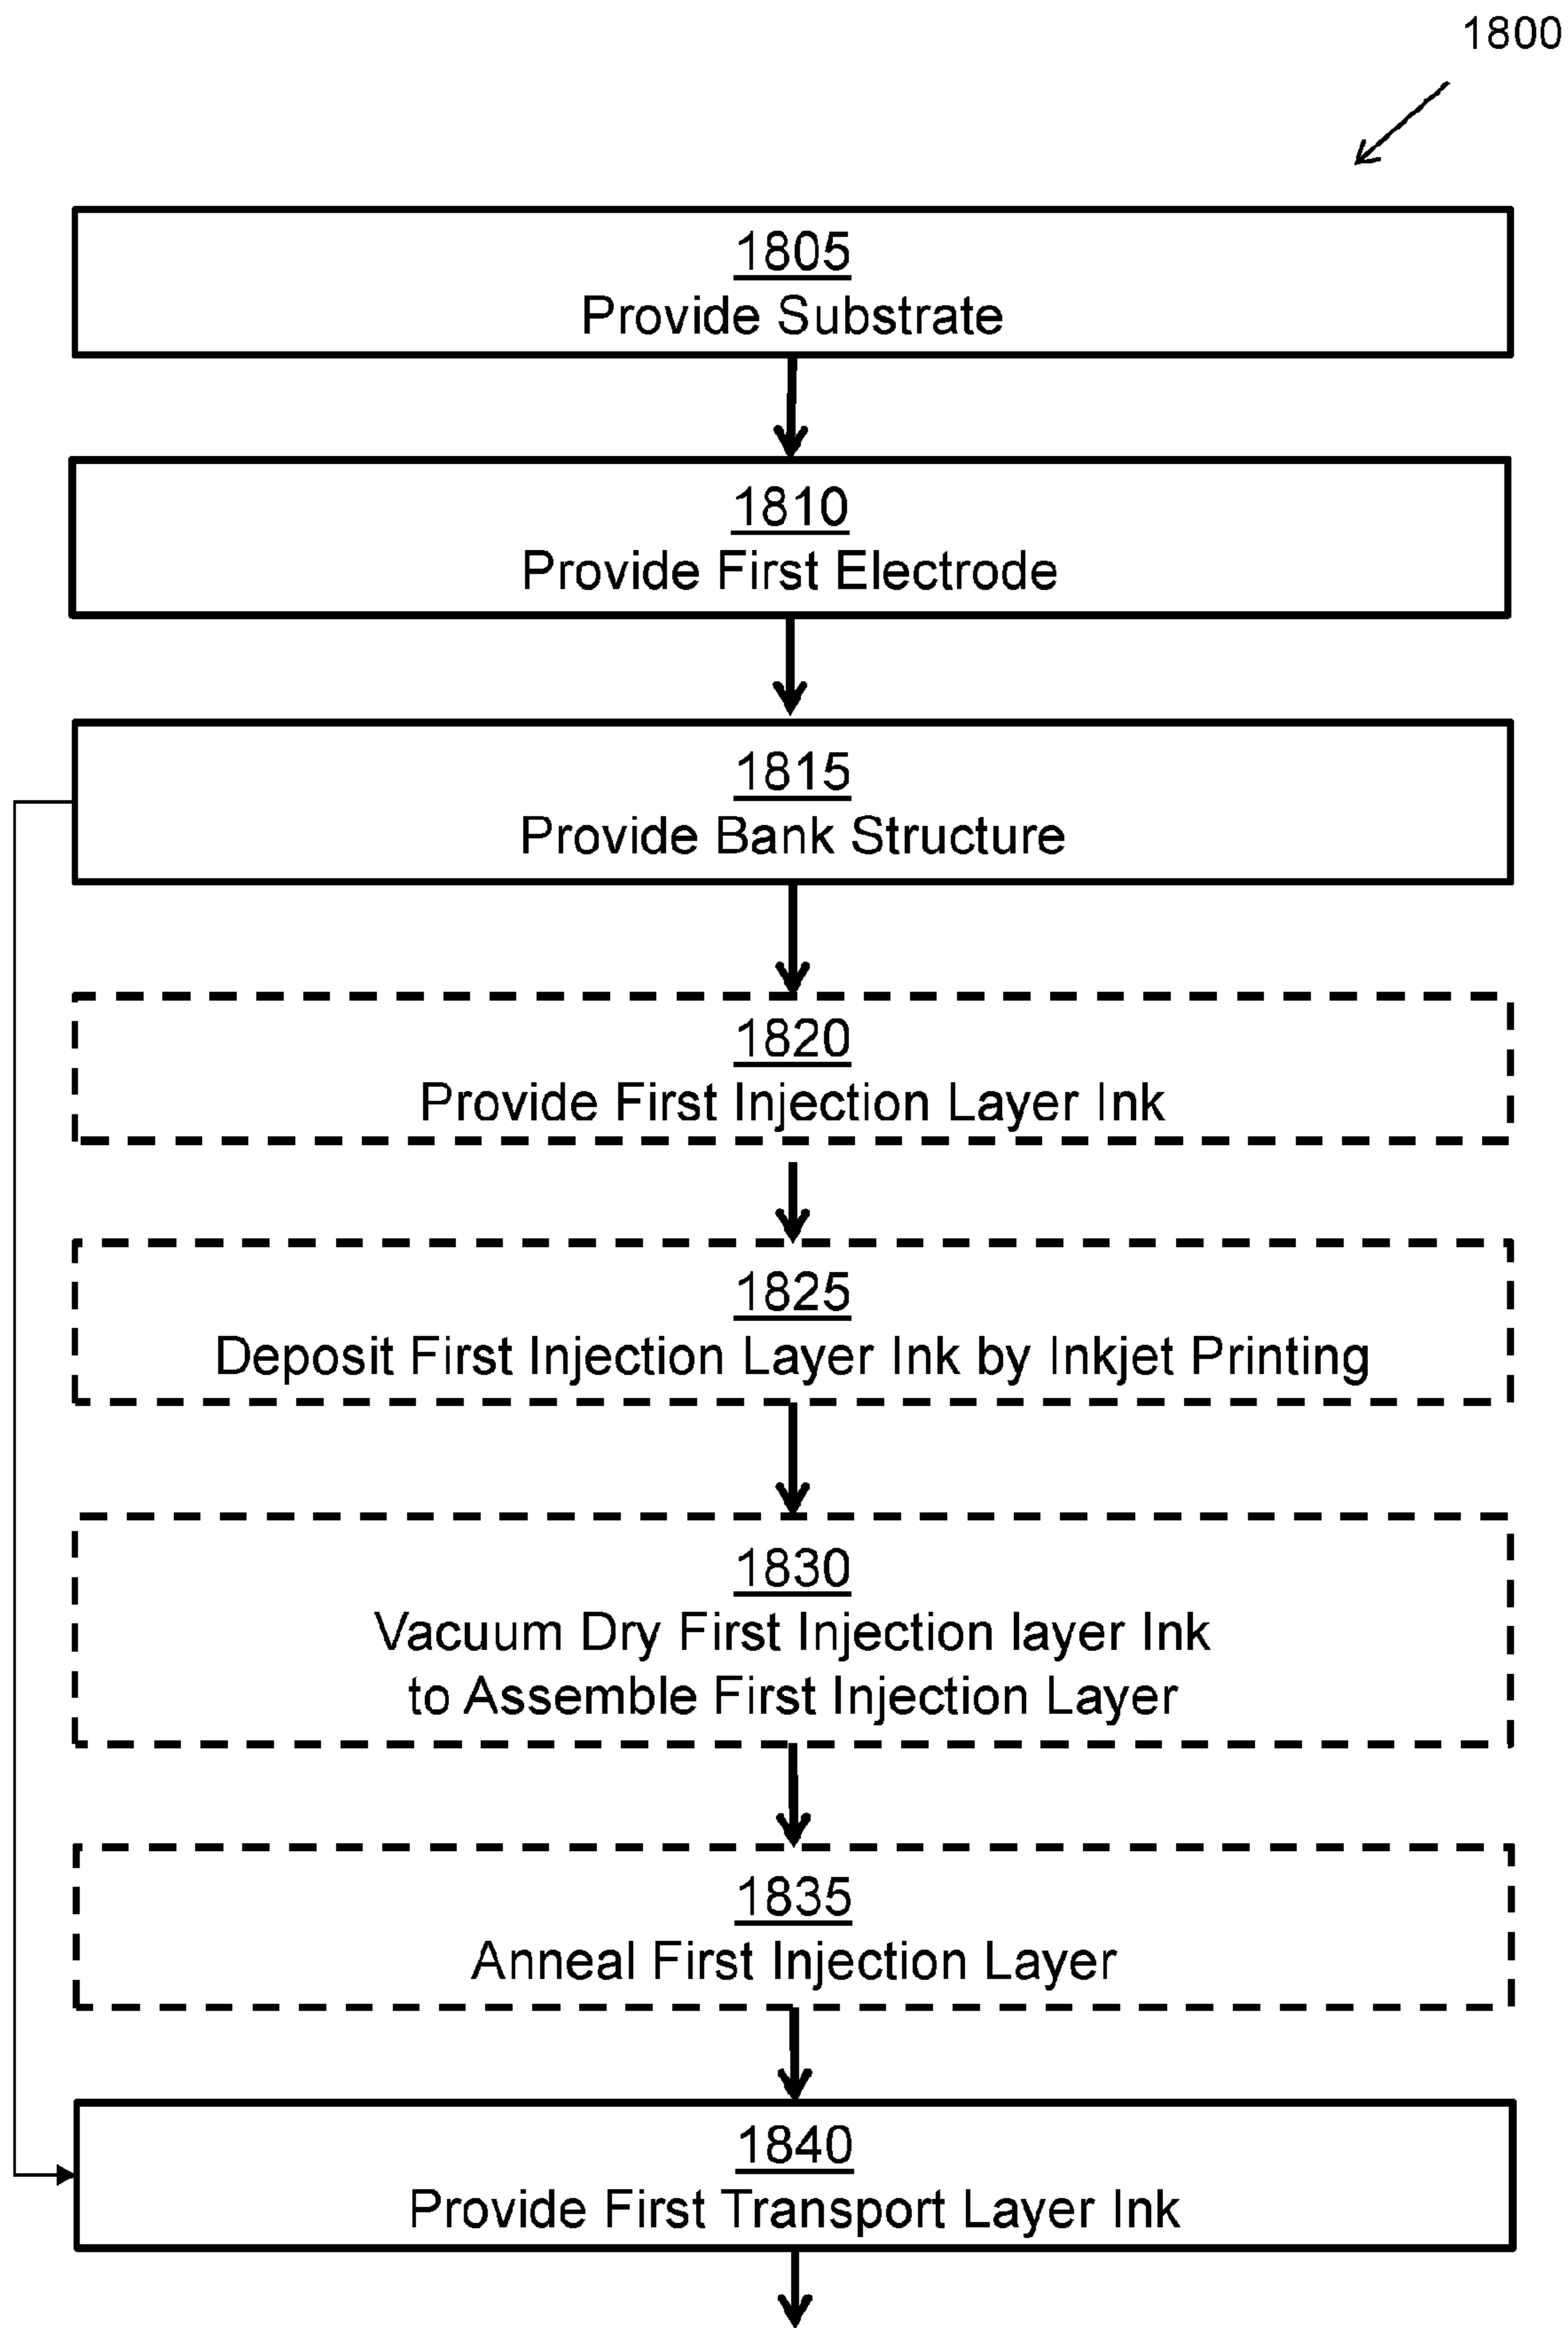 1800
1805
Provide Substrate
1810
Provide First Electrode
1815
Provide Bank Structure
1820
Provide First Injection Layer Ink
1825
Deposit First Injection Layer Ink by Inkjet Printing
1830
Vacuum Dry First Injection layer Ink
to Assemble First Injection Layer
1835
Anneal First Injection Layer
1840
Provide First Transport Layer Ink